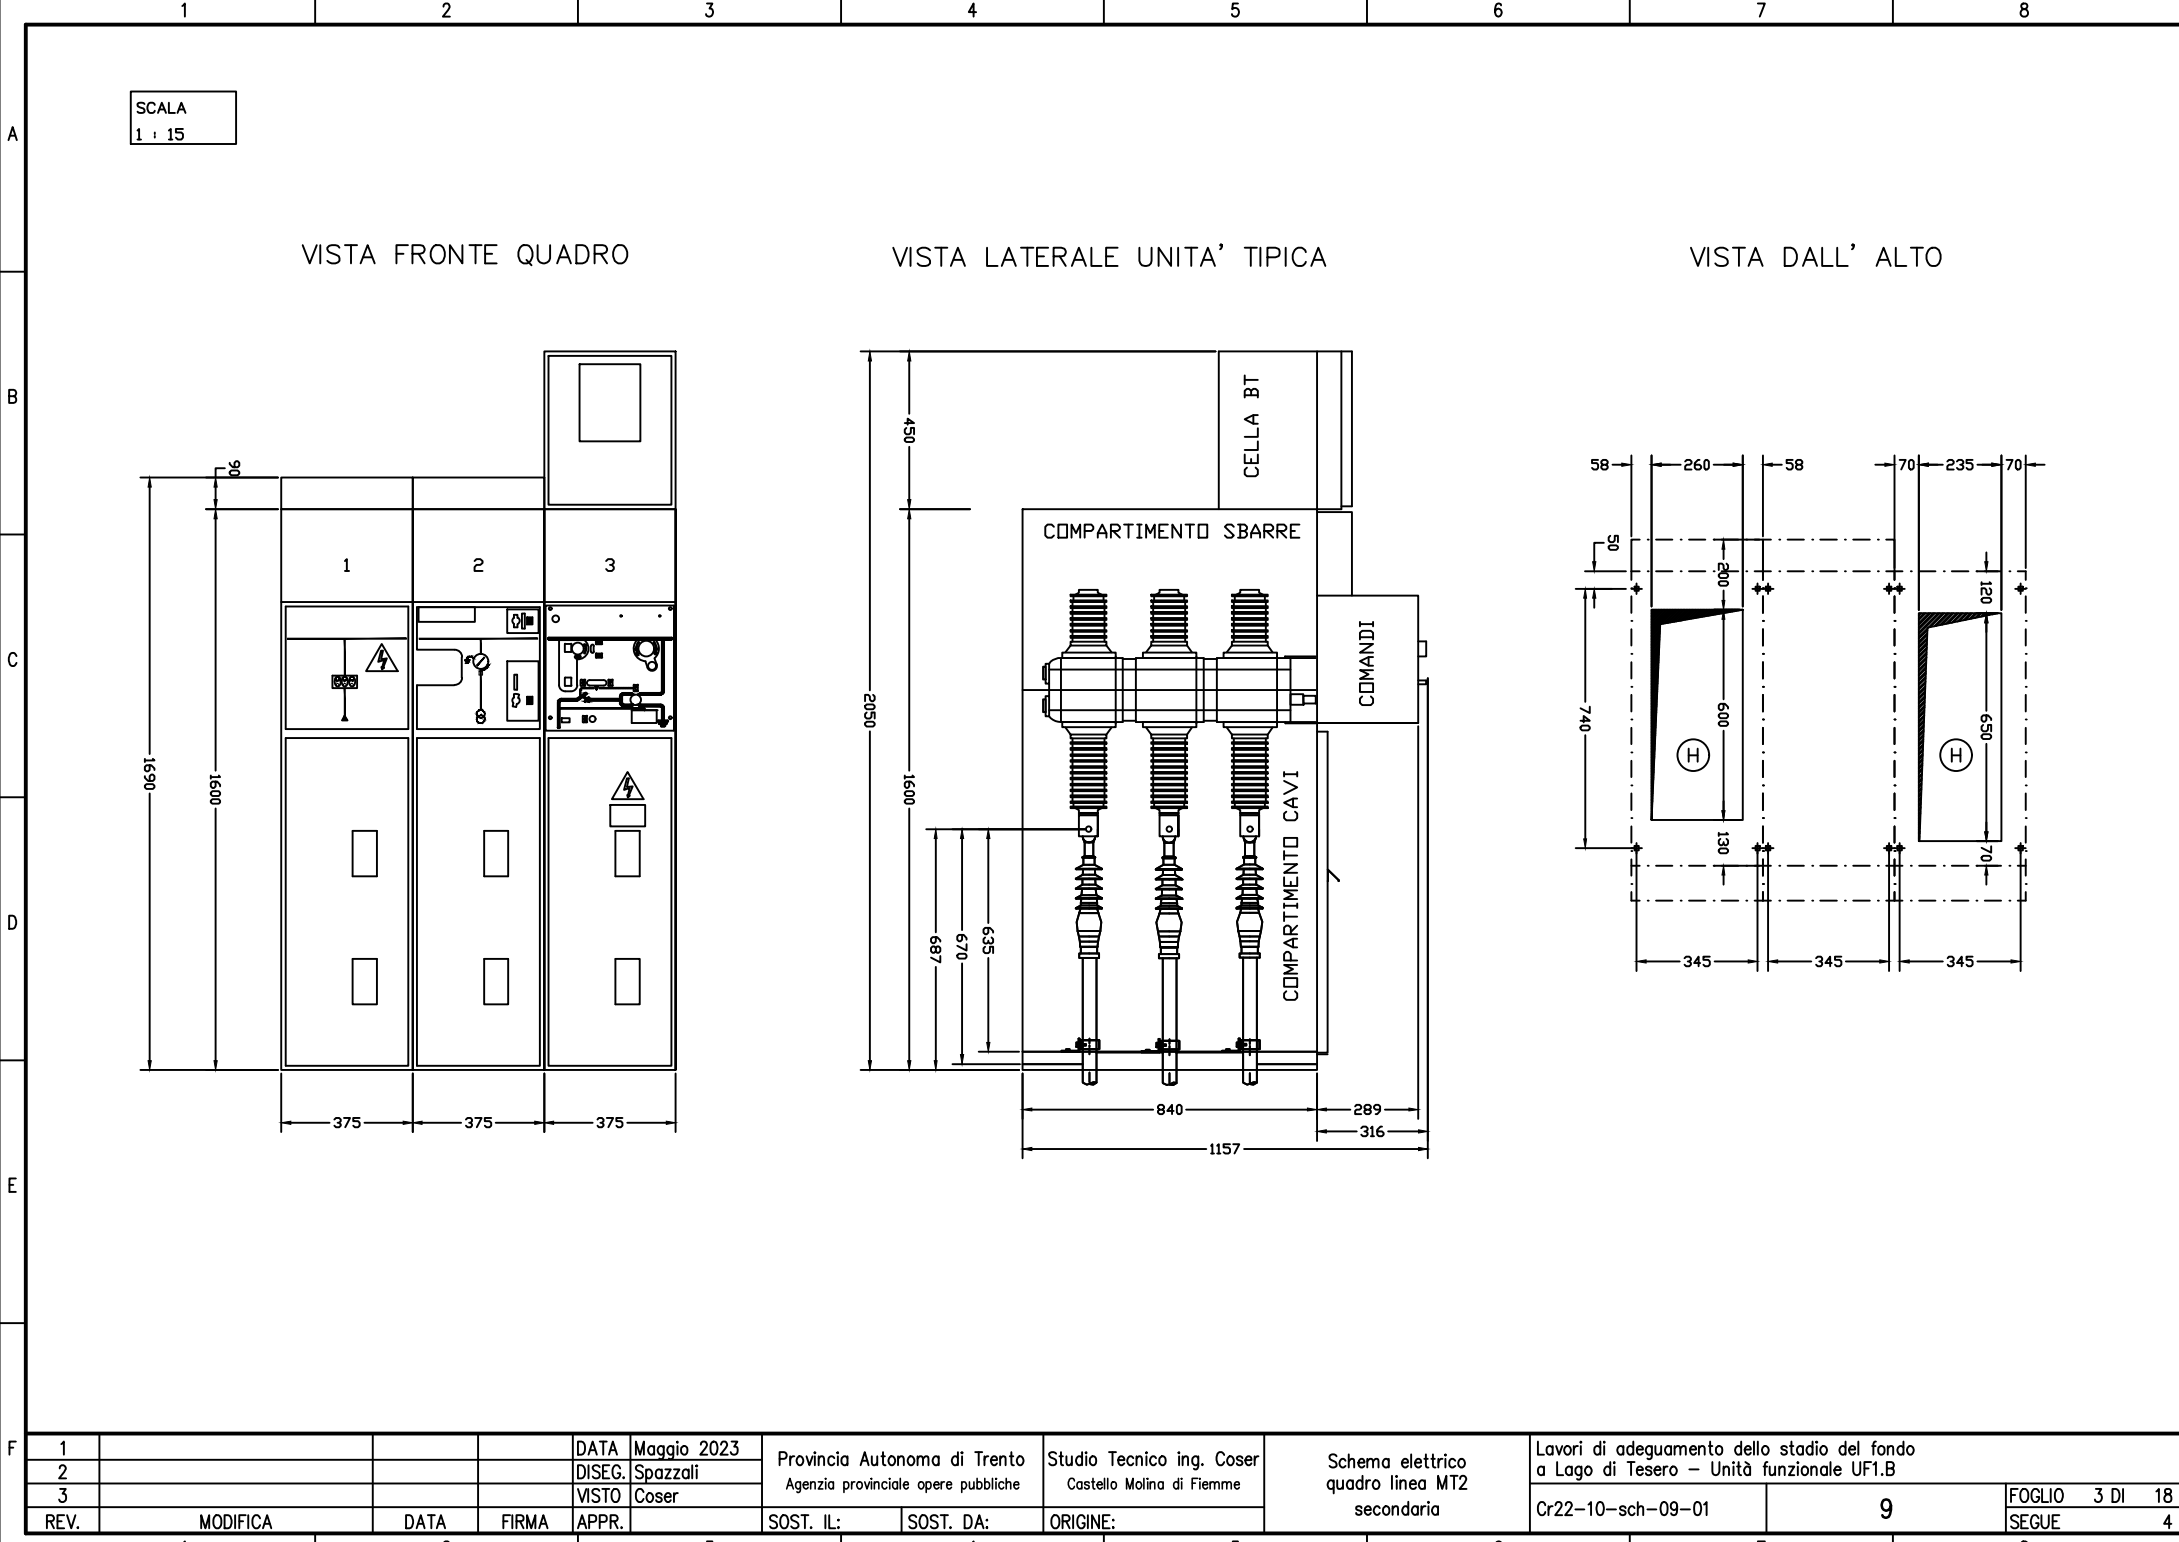 1 2 3 4 5 6 7 8
A
SCALA
1 : 15
VISTA FRONTE QUADRO
VISTA LATERALE UNITA' TIPICA
VISTA DALL' ALTO
B
CELLA BT
450
90
58 260 58 70 235 70
COMPARTIMENTO SBARRE
50
200
120
1 2 3
C
COMANDI
2050
740
600
650
H
H
1690
1600
1600
COMPARTIMENTO CAVI
130
70
D
687
670
635
345 345 345
375 375 375
840 289
316
1157
E
F
1
DATA Maggio 2023
2
DISEG. Spazzali
3
VISTO Coser
REV. MODIFICA DATA FIRMA APPR.
Provincia Autonoma di Trento
Agenzia provinciale opere pubbliche
SOST. IL: SOST. DA:
Studio Tecnico ing. Coser
Castello Molina di Fiemme
ORIGINE:
Schema elettrico
quadro linea MT2
secondaria
Lavori di adeguamento dello stadio del fondo
a Lago di Tesero – Unità funzionale UF1.B
Cr22-10-sch-09-01
9
FOGLIO 3 DI 18
SEGUE 4